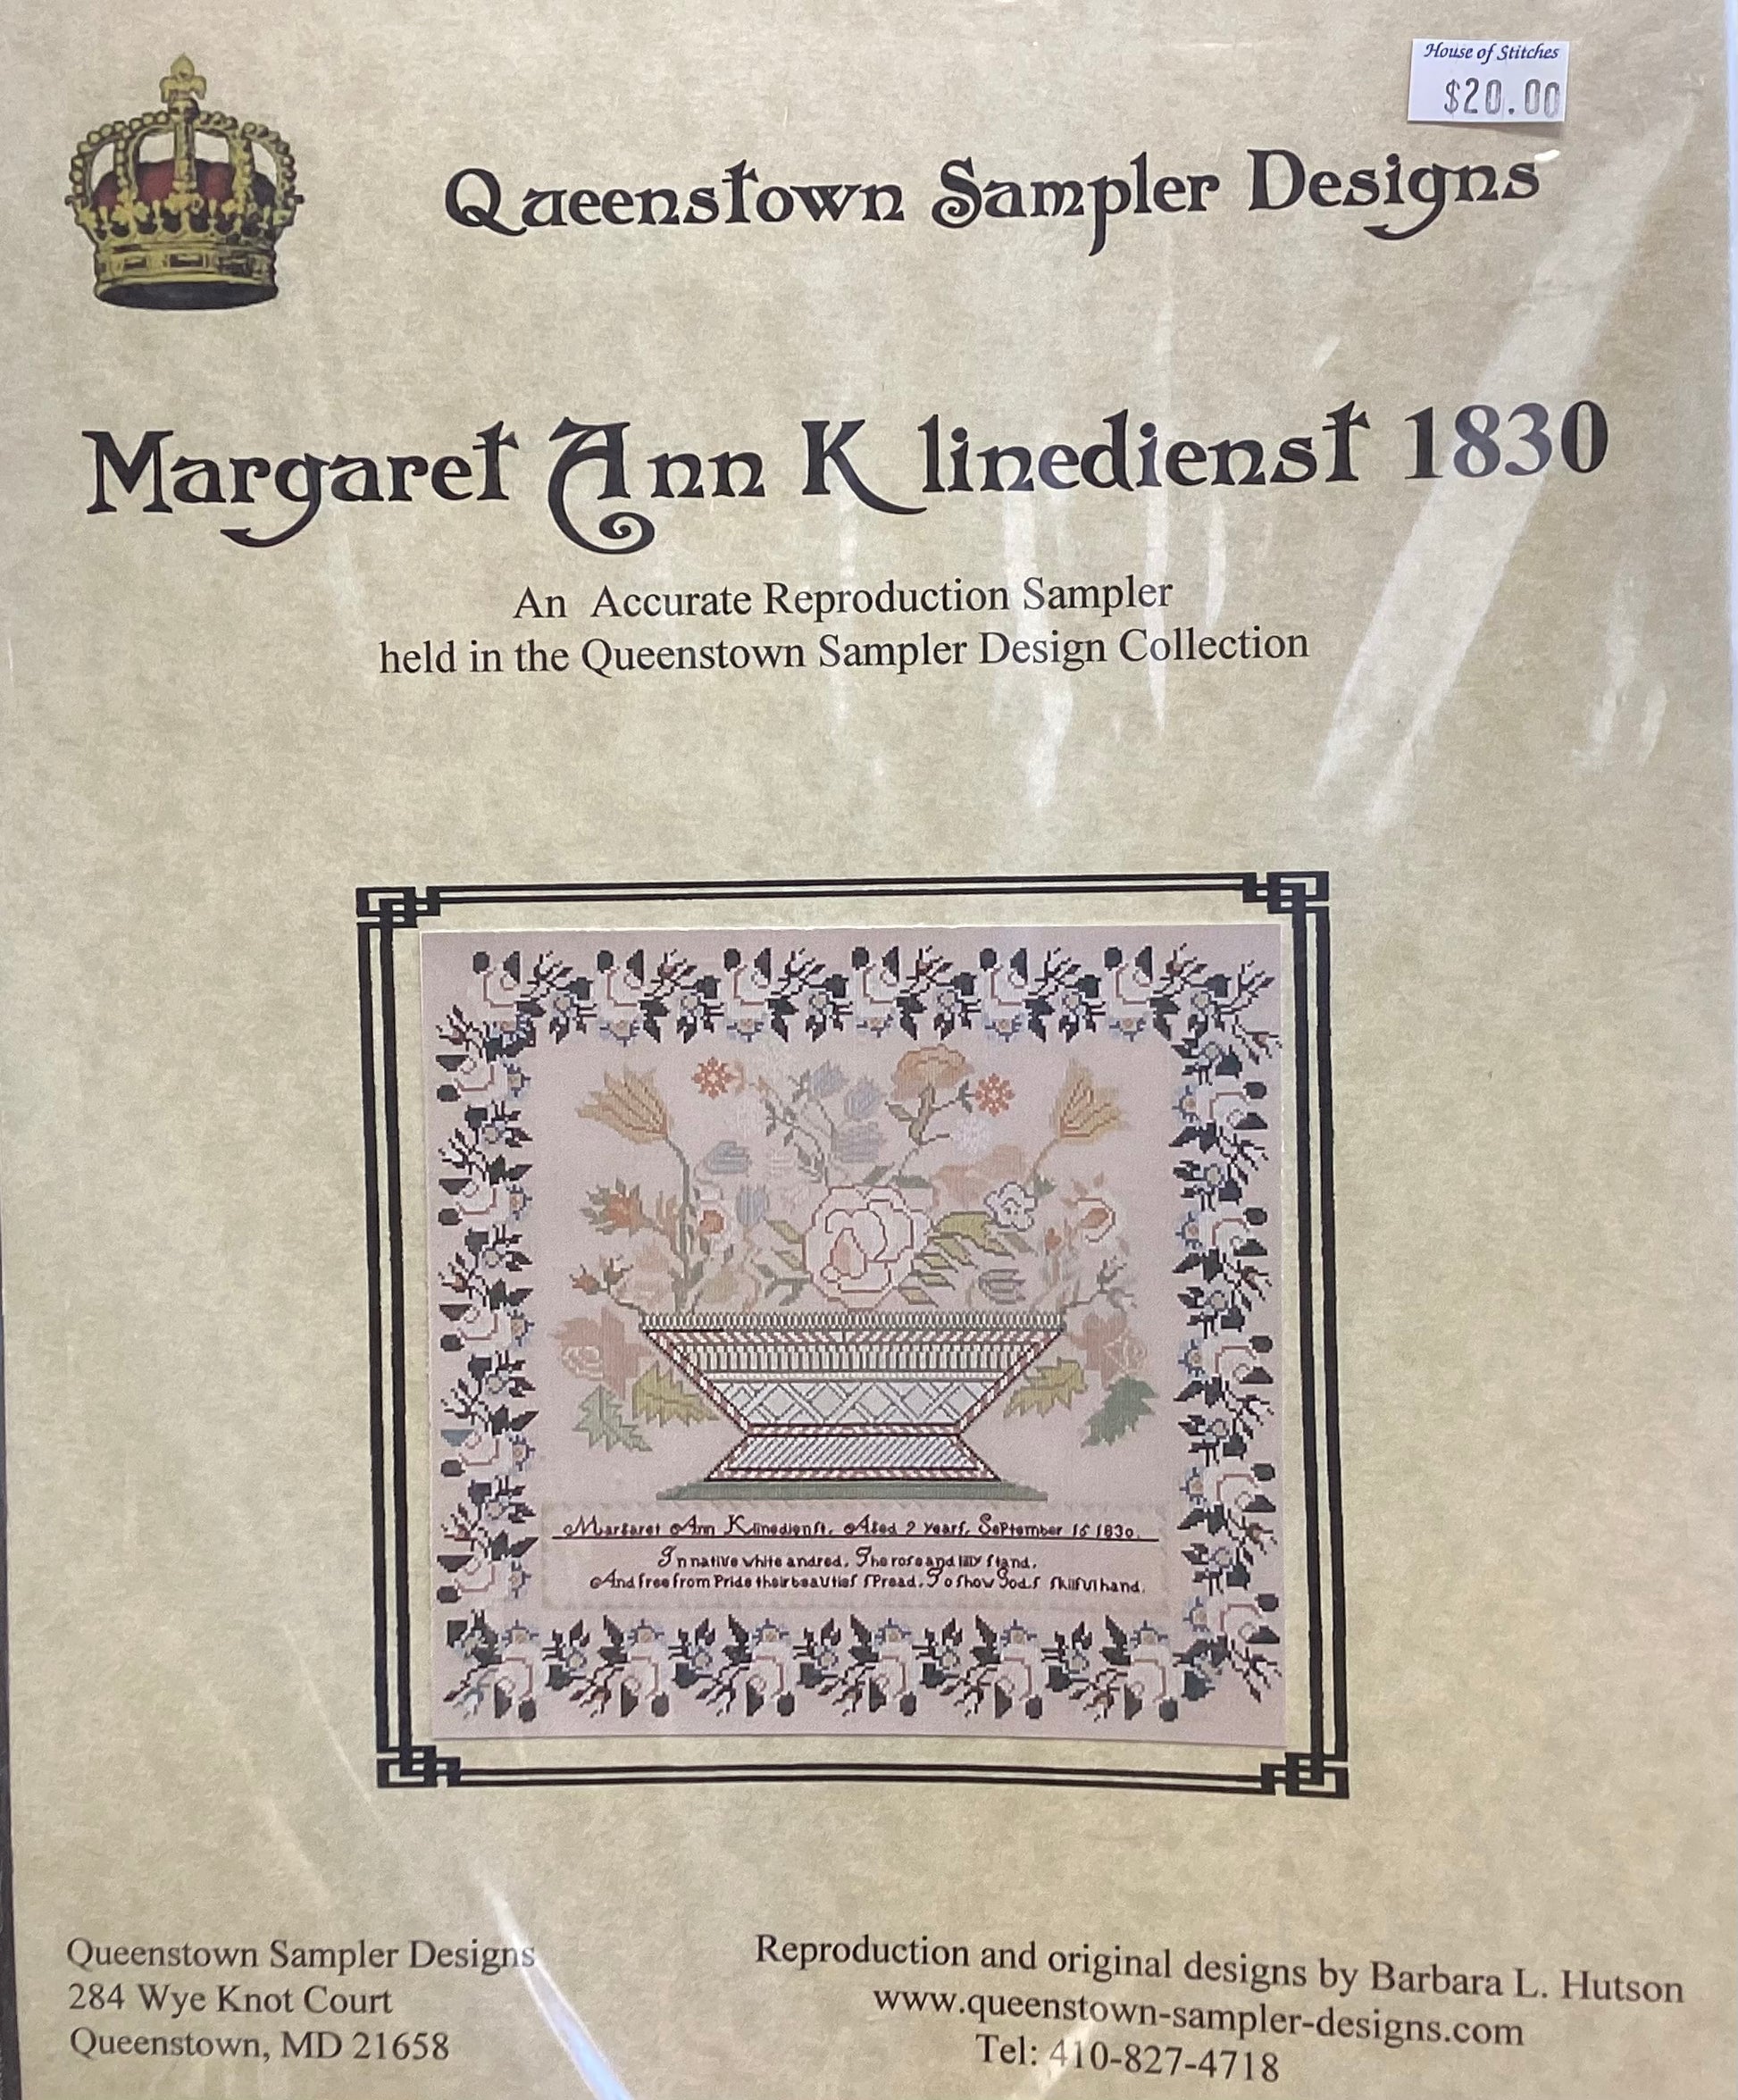 House of Stitches
$20.00
Queenstown Sampler Designs
Margaret Ann Klinedienst 1830
An Accurate Reproduction Sampler
held in the Queenstown Sampler Design Collection
Margaret Ann Klinedienst, Aged 9 years, September 15 1830.
In native white and red, The rose and lilly stand,
And free from Pride their beauties spread, To show Gods skilful hand.
Queenstown Sampler Designs
284 Wye Knot Court
Queenstown, MD 21658
Reproduction and original designs by Barbara L. Hutson
www.queenstown-sampler-designs.com
Tel: 410-827-4718